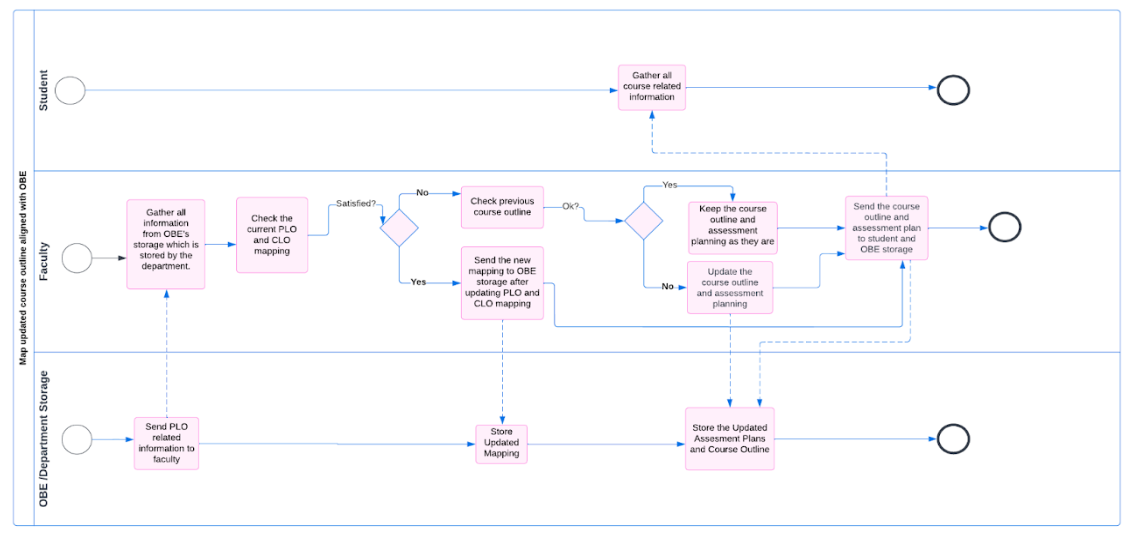 Map updated course outline aligned with OBE
Student
Gather all
course related
information
Faculty
Gather all
information
from OBE's
storage which is
stored by the
department.
Check the
current PLO
and CLO
mapping
Satisfied?
No
Yes
Check previous
course outline
Send the new
mapping to OBE
storage after
updating PLO and
CLO mapping
Ok?
Yes
No
Keep the course
outline and
assessment
planning as they are
Update the
course outline
and assessment
planning
Send the course
outline and
assessment plan
to student and
OBE storage
OBE /Department Storage
Send PLO
related
information to
faculty
Store
Updated
Mapping
Store the Updated
Assesment Plans
and Course Outline